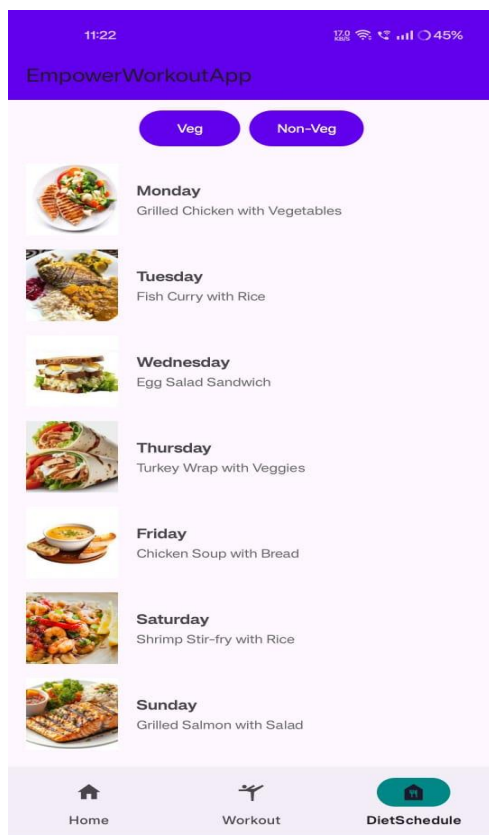 11:22 17.0 KB/S 45%
EmpowerWorkoutApp
Veg Non-Veg
Monday
Grilled Chicken with Vegetables
Tuesday
Fish Curry with Rice
Wednesday
Egg Salad Sandwich
Thursday
Turkey Wrap with Veggies
Friday
Chicken Soup with Bread
Saturday
Shrimp Stir-fry with Rice
Sunday
Grilled Salmon with Salad
Home Workout DietSchedule